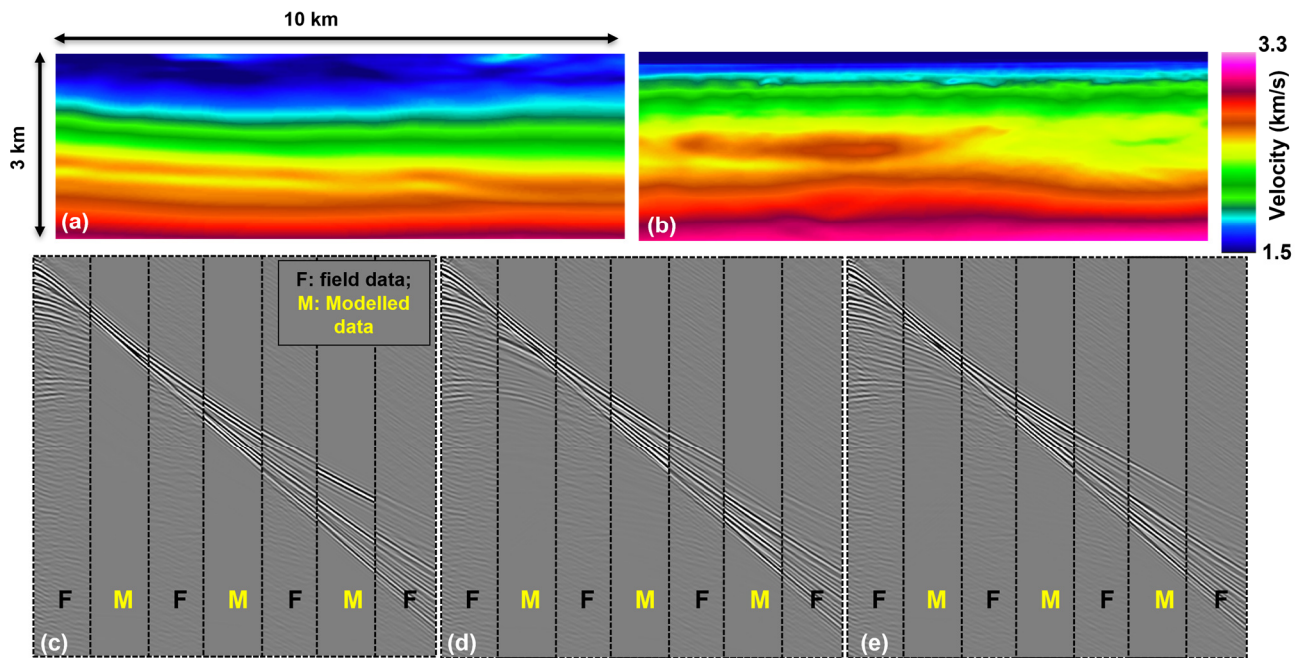 10 km
3 km
(a)
(b)
3.3
Velocity (km/s)
1.5
F: field data;
M: Modelled
data
F M F M F M F
(c)
F M F M F M F
(d)
F M F M F M F
(e)